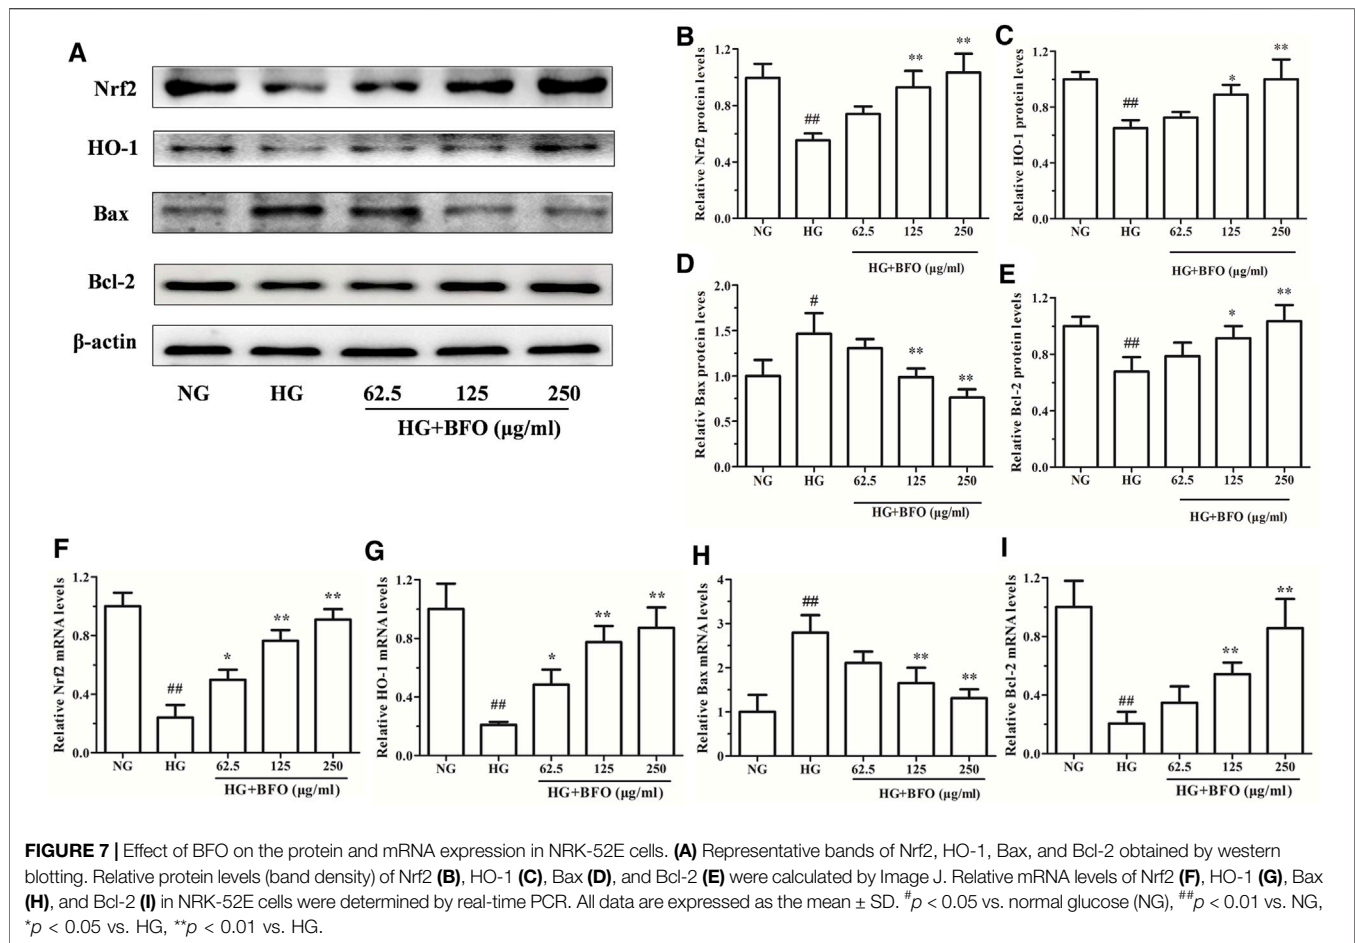 A
Nrf2
HO-1
Bax
Bcl-2
β-actin
NG HG 62.5 125 250
HG+BFO (μg/ml)
B
Relative Nrf2 protein levels
1.2
0.8
0.4
0.0
##
**
**
NG HG 62.5 125 250
HG+BFO (μg/ml)
C
Relative HO-1 protein leves
1.2
0.8
0.4
0.0
##
*
**
NG HG 62.5 125 250
HG+BFO (μg/ml)
D
Relativ Bax protein leves
2.0
1.5
1.0
0.5
0.0
#
**
**
NG HG 62.5 125 250
HG+BFO (μg/ml)
E
Relative Bcl-2 protein levels
1.2
0.8
0.4
0.0
##
*
**
NG HG 62.5 125 250
HG+BFO (μg/ml)
F
Relative Nrf2 mRNA levels
1.2
0.8
0.4
0.0
##
*
**
**
NG HG 62.5 125 250
HG+BFO (μg/ml)
G
Relative HO-1 mRNA levels
1.2
0.8
0.4
0.0
##
*
**
**
NG HG 62.5 125 250
HG+BFO (μg/ml)
H
Relative Bax mRNA levels
4
3
2
1
0
##
**
**
NG HG 62.5 125 250
HG+BFO (μg/ml)
I
Relative Bcl-2 mRNA levels
1.2
0.8
0.4
0.0
##
**
**
NG HG 62.5 125 250
HG+BFO (μg/ml)
FIGURE 7 | Effect of BFO on the protein and mRNA expression in NRK-52E cells. (A) Representative bands of Nrf2, HO-1, Bax, and Bcl-2 obtained by western
blotting. Relative protein levels (band density) of Nrf2 (B), HO-1 (C), Bax (D), and Bcl-2 (E) were calculated by Image J. Relative mRNA levels of Nrf2 (F), HO-1 (G), Bax
(H), and Bcl-2 (I) in NRK-52E cells were determined by real-time PCR. All data are expressed as the mean ± SD. #p < 0.05 vs. normal glucose (NG), ##p < 0.01 vs. NG,
*p < 0.05 vs. HG, **p < 0.01 vs. HG.